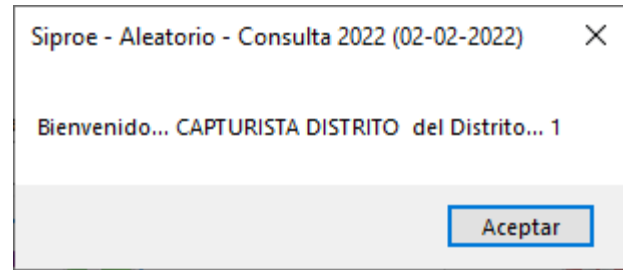 Siproe - Aleatorio - Consulta 2022 (02-02-2022)
Bienvenido... CAPTURISTA DISTRITO  del Distrito... 1
Aceptar